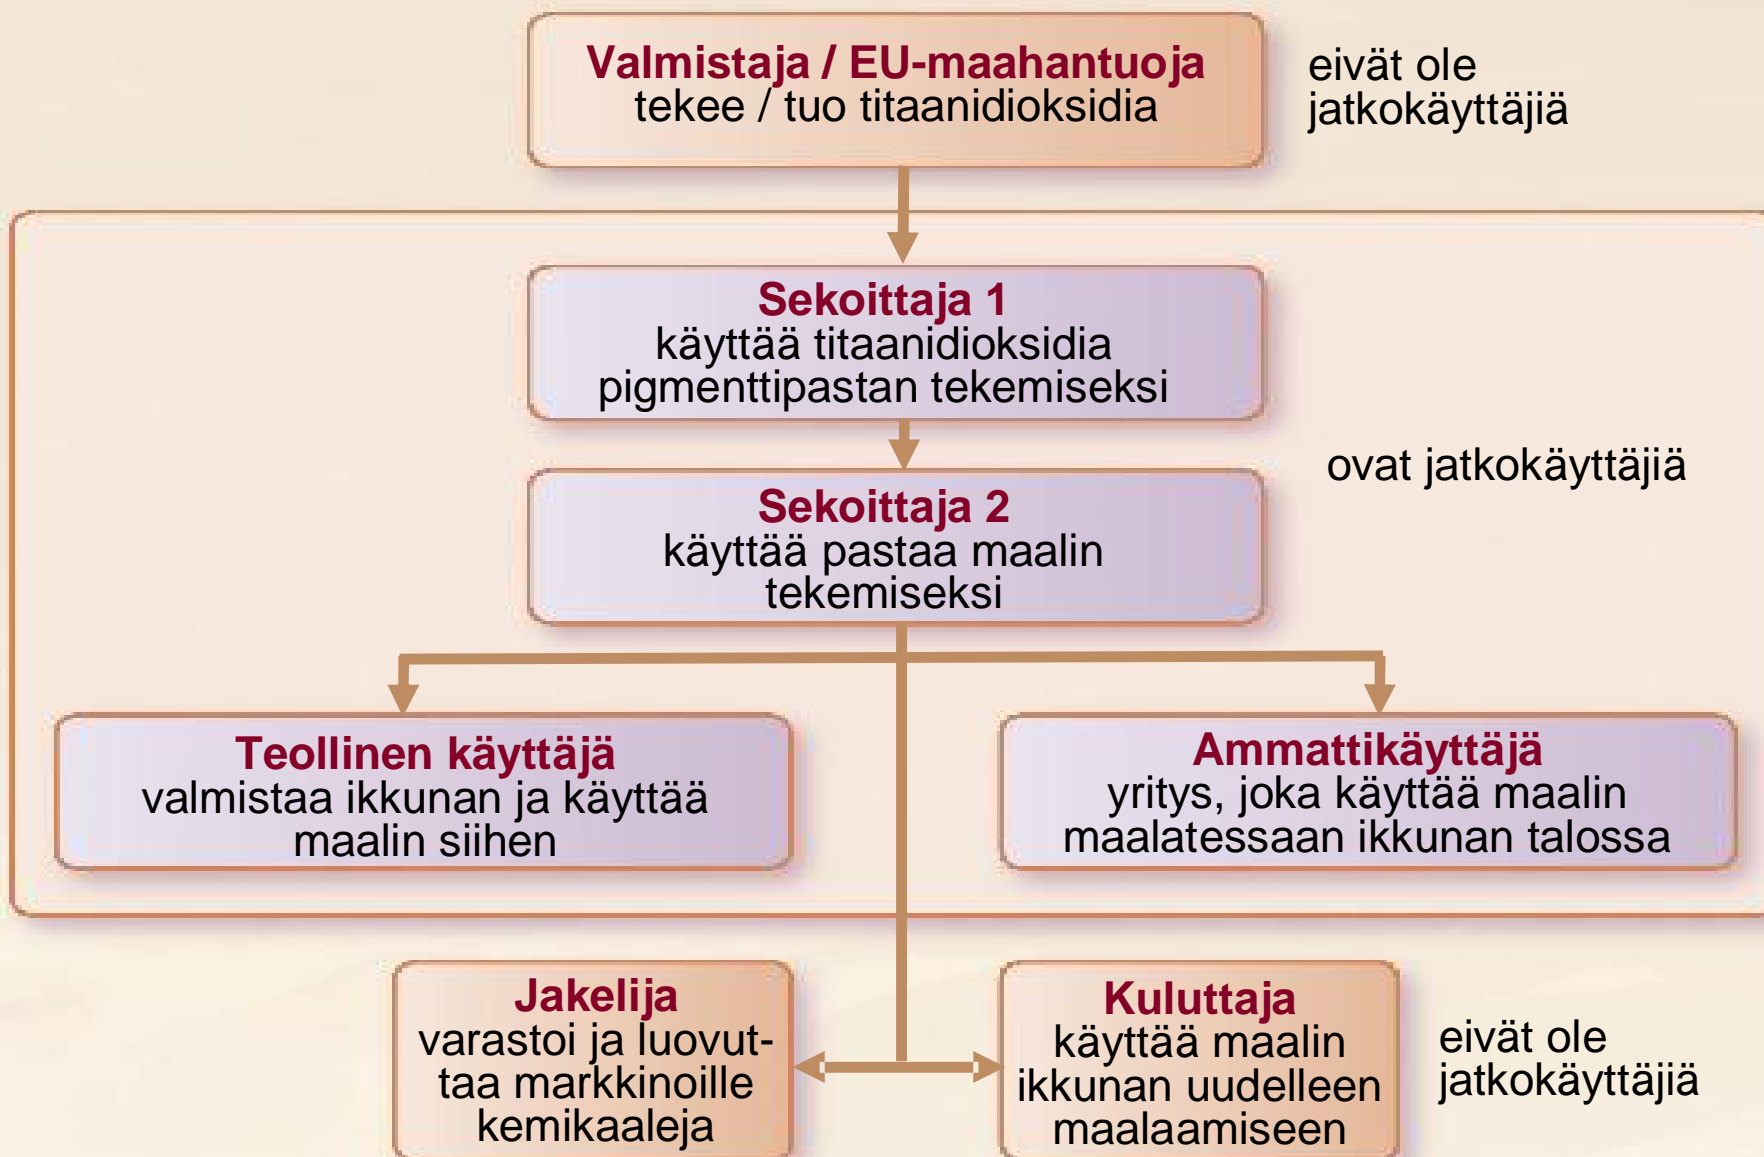 Valmistaja / EU-maahantuoja
tekee / tuo titaanidioksidia
eivät ole
jatkokäyttäjiä
Sekoittaja 1
käyttää titaanidioksidia
pigmenttipastan tekemiseksi
Sekoittaja 2
käyttää pastaa maalin
tekemiseksi
ovat jatkokäyttäjiä
Teollinen käyttäjä
valmistaa ikkunan ja käyttää
maalin siihen
Ammattikäyttäjä
yritys, joka käyttää maalin
maalatessaan ikkunan talossa
Jakelija
varastoi ja luovut-
taa markkinoille
kemikaaleja
Kuluttaja
käyttää maalin
ikkunan uudelleen
maalaamiseen
eivät ole
jatkokäyttäjiä